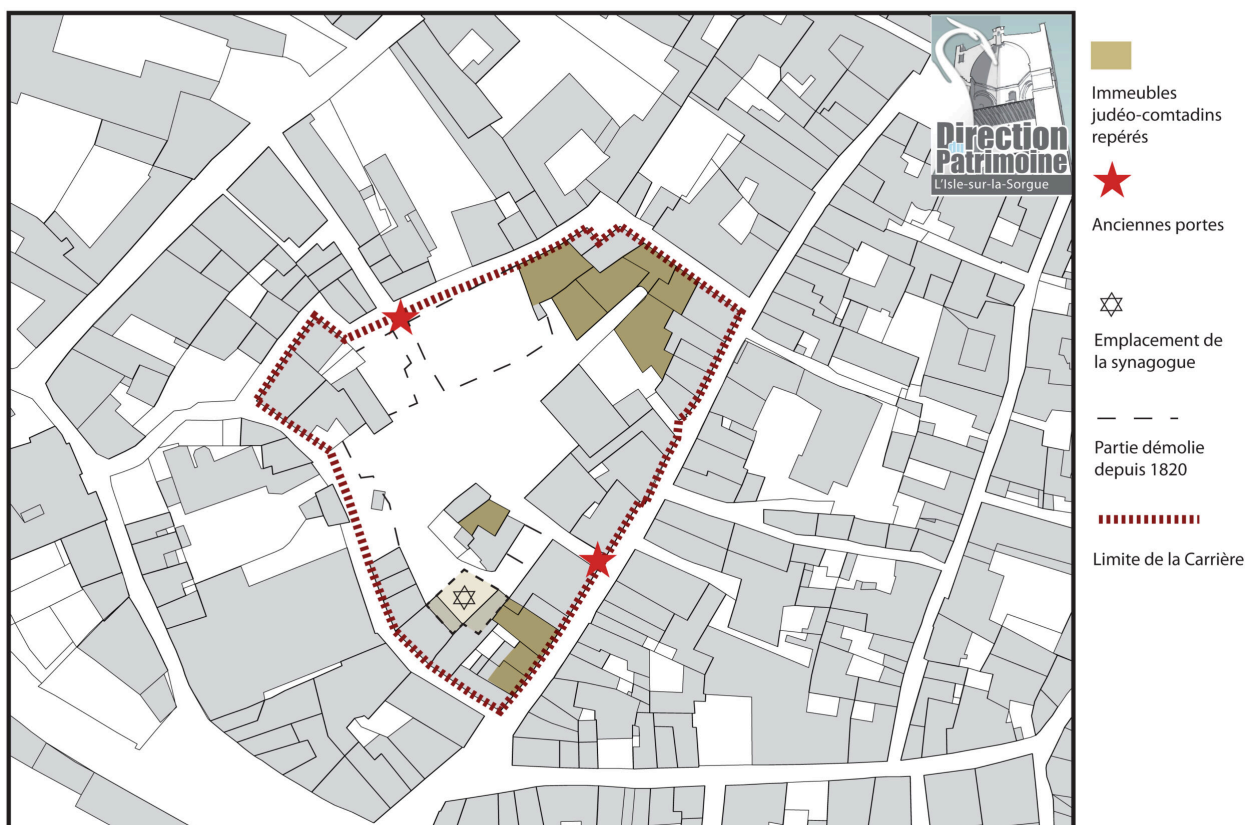 Direction
du
Patrimoine
L'Isle-sur-la-Sorgue
Immeubles
judéo-comtadins
repérés
Anciennes portes
Emplacement de
la synagogue
Partie démolie
depuis 1820
Limite de la Carrière